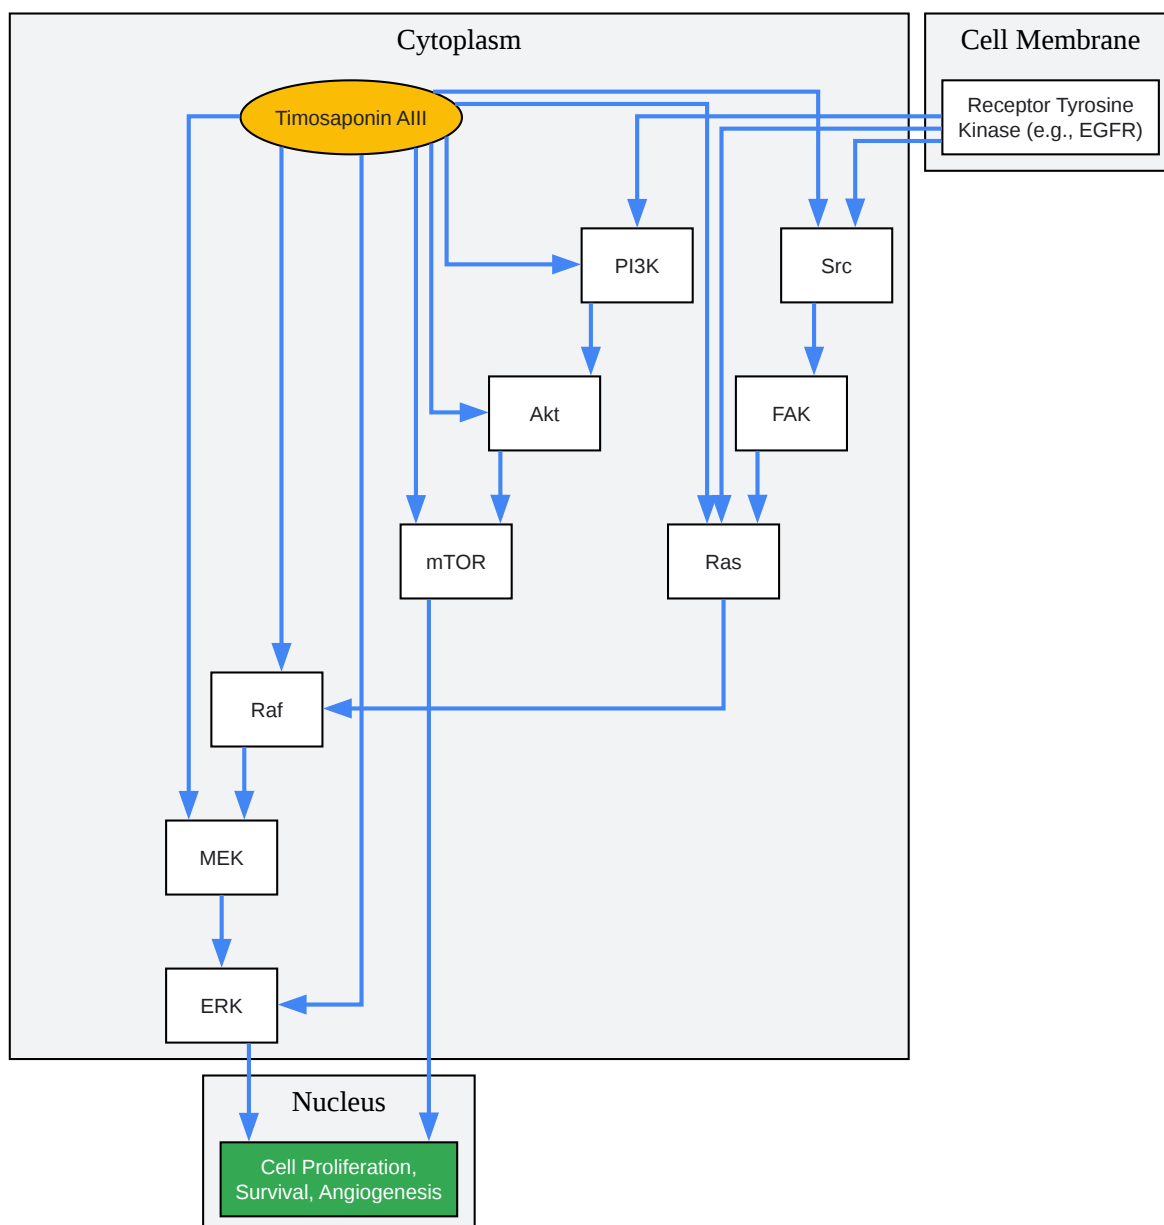 Cytoplasm
Cell Membrane
Timosaponin AIII
Receptor Tyrosine
Kinase (e.g., EGFR)
PI3K
Src
Akt
FAK
mTOR
Ras
Raf
MEK
ERK
Nucleus
Cell Proliferation,
Survival, Angiogenesis